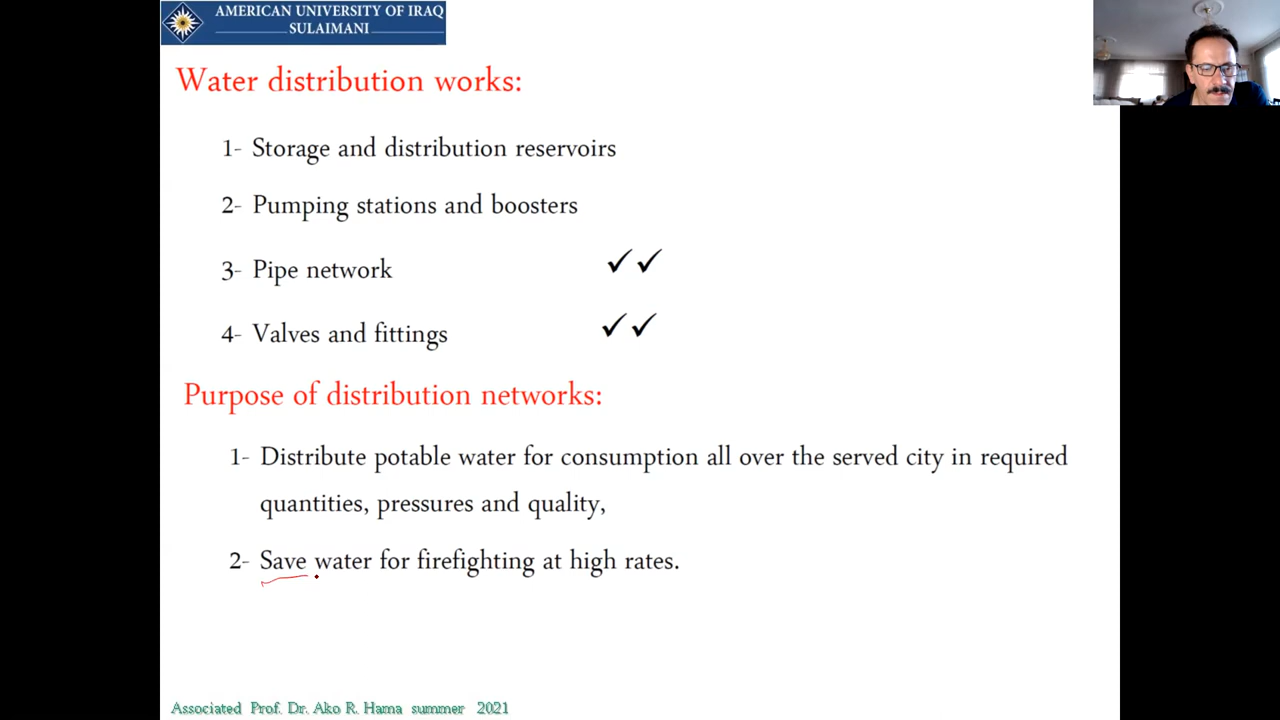 AMERICAN UNIVERSITY OF IRAQ
SULAIMANI
Water distribution works:
1- Storage and distribution reservoirs
2- Pumping stations and boosters
3- Pipe network ✓✓
4- Valves and fittings ✓✓
Purpose of distribution networks:
1- Distribute potable water for consumption all over the served city in required
quantities, pressures and quality,
2- Save water for firefighting at high rates.
Associated Prof. Dr. Ako R. Hama summer 2021